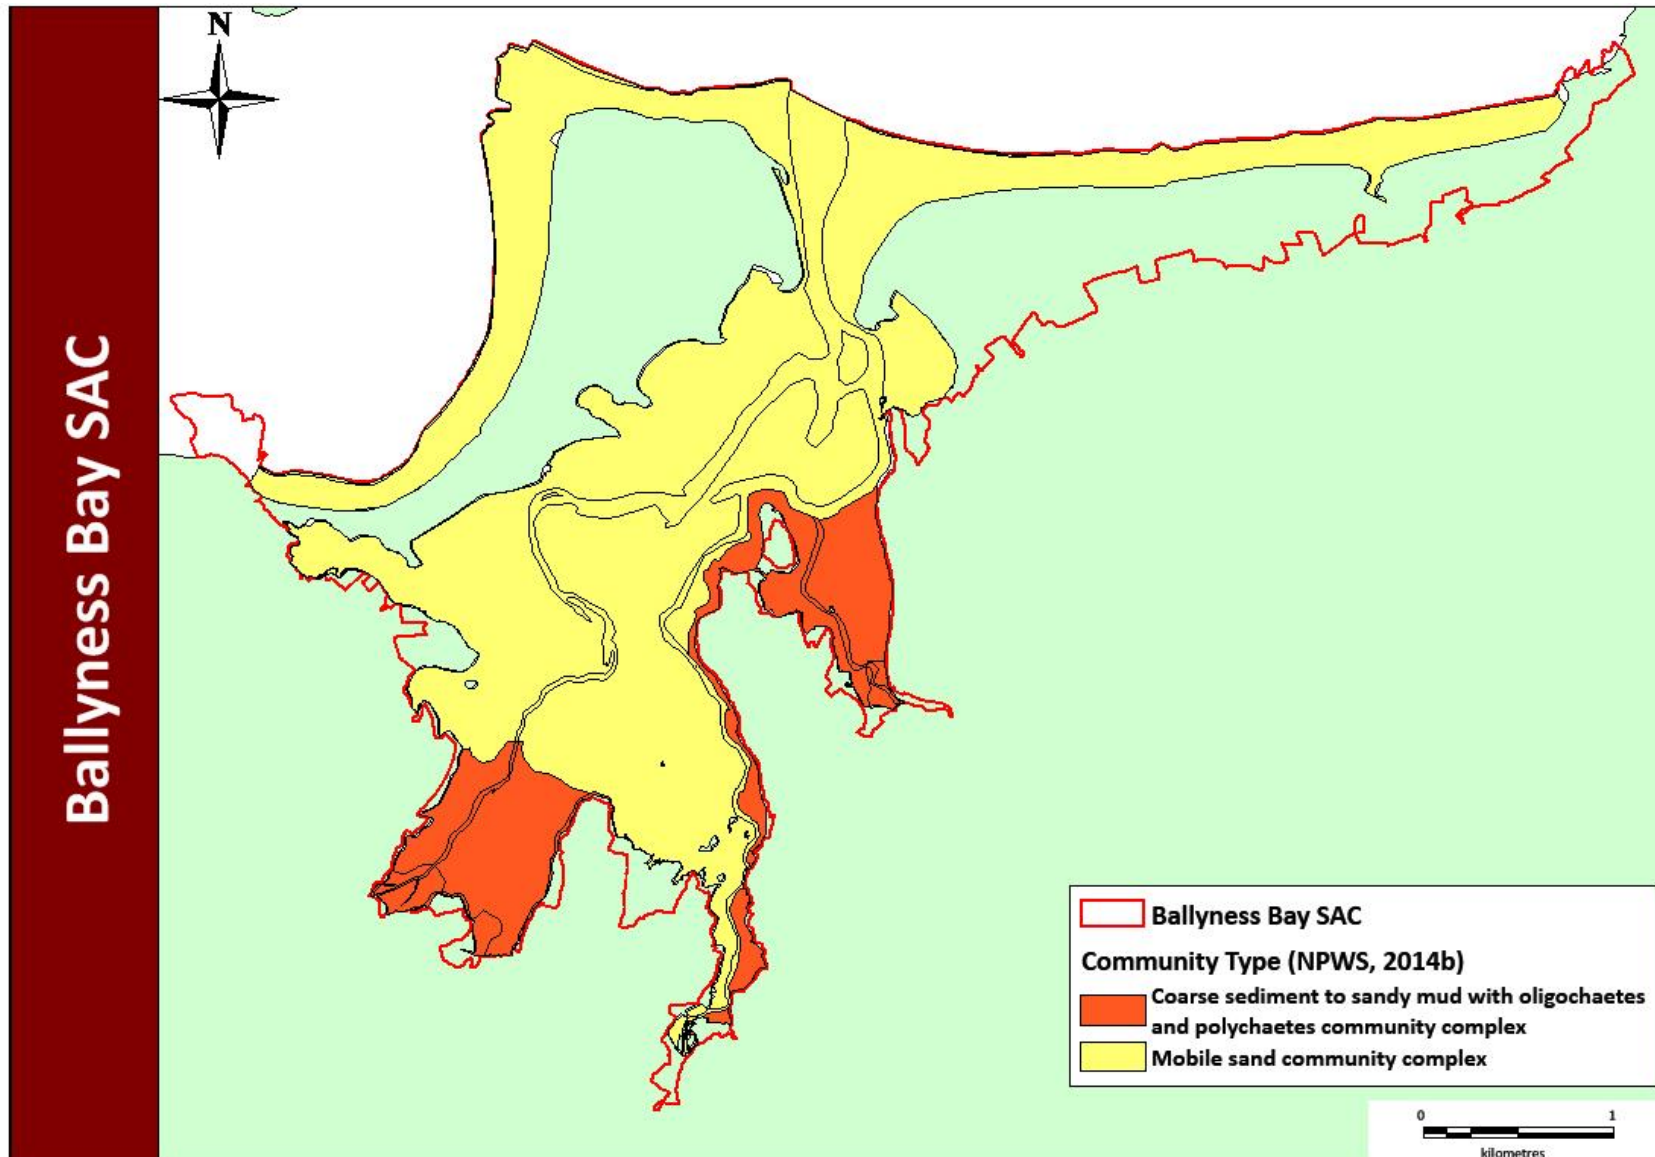 Ballyness Bay SAC
N
Ballyness Bay SAC
Community Type (NPWS, 2014b)
Coarse sediment to sandy mud with oligochaetes
and polychaetes community complex
Mobile sand community complex
0 1
kilometres